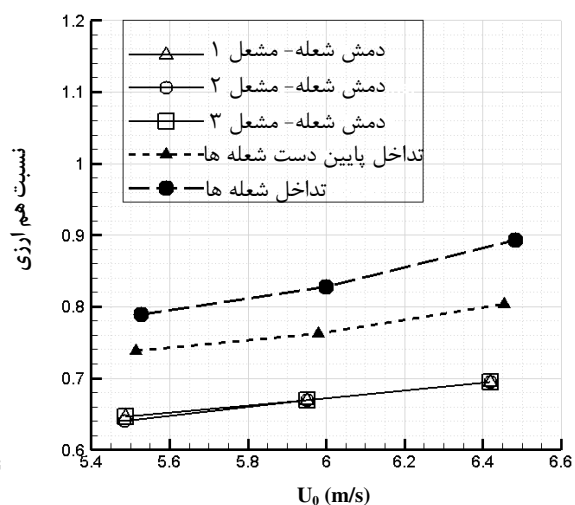 1.2
1.1
1
0.9
0.8
0.7
0.6
نسبت هم ارزی
دمش شعله- مشعل ۱
دمش شعله- مشعل ۲
دمش شعله- مشعل ۳
تداخل پایین دست شعله ها
تداخل شعله ها
5.4 5.6 5.8 6 6.2 6.4 6.6
U₀ (m/s)